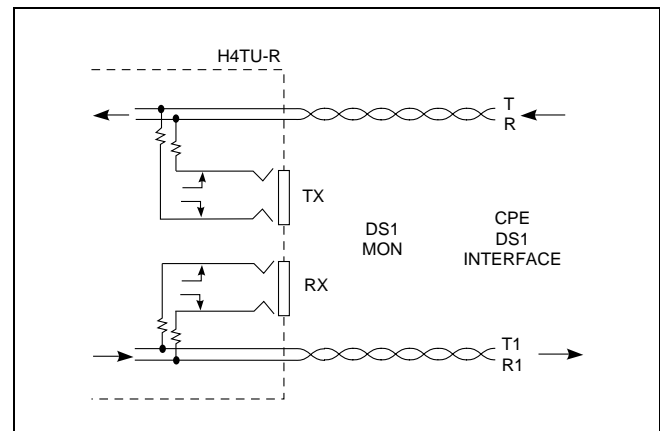 H4TU-R
T
R
TX
DS1
MON
CPE
DS1
INTERFACE
RX
T1
R1